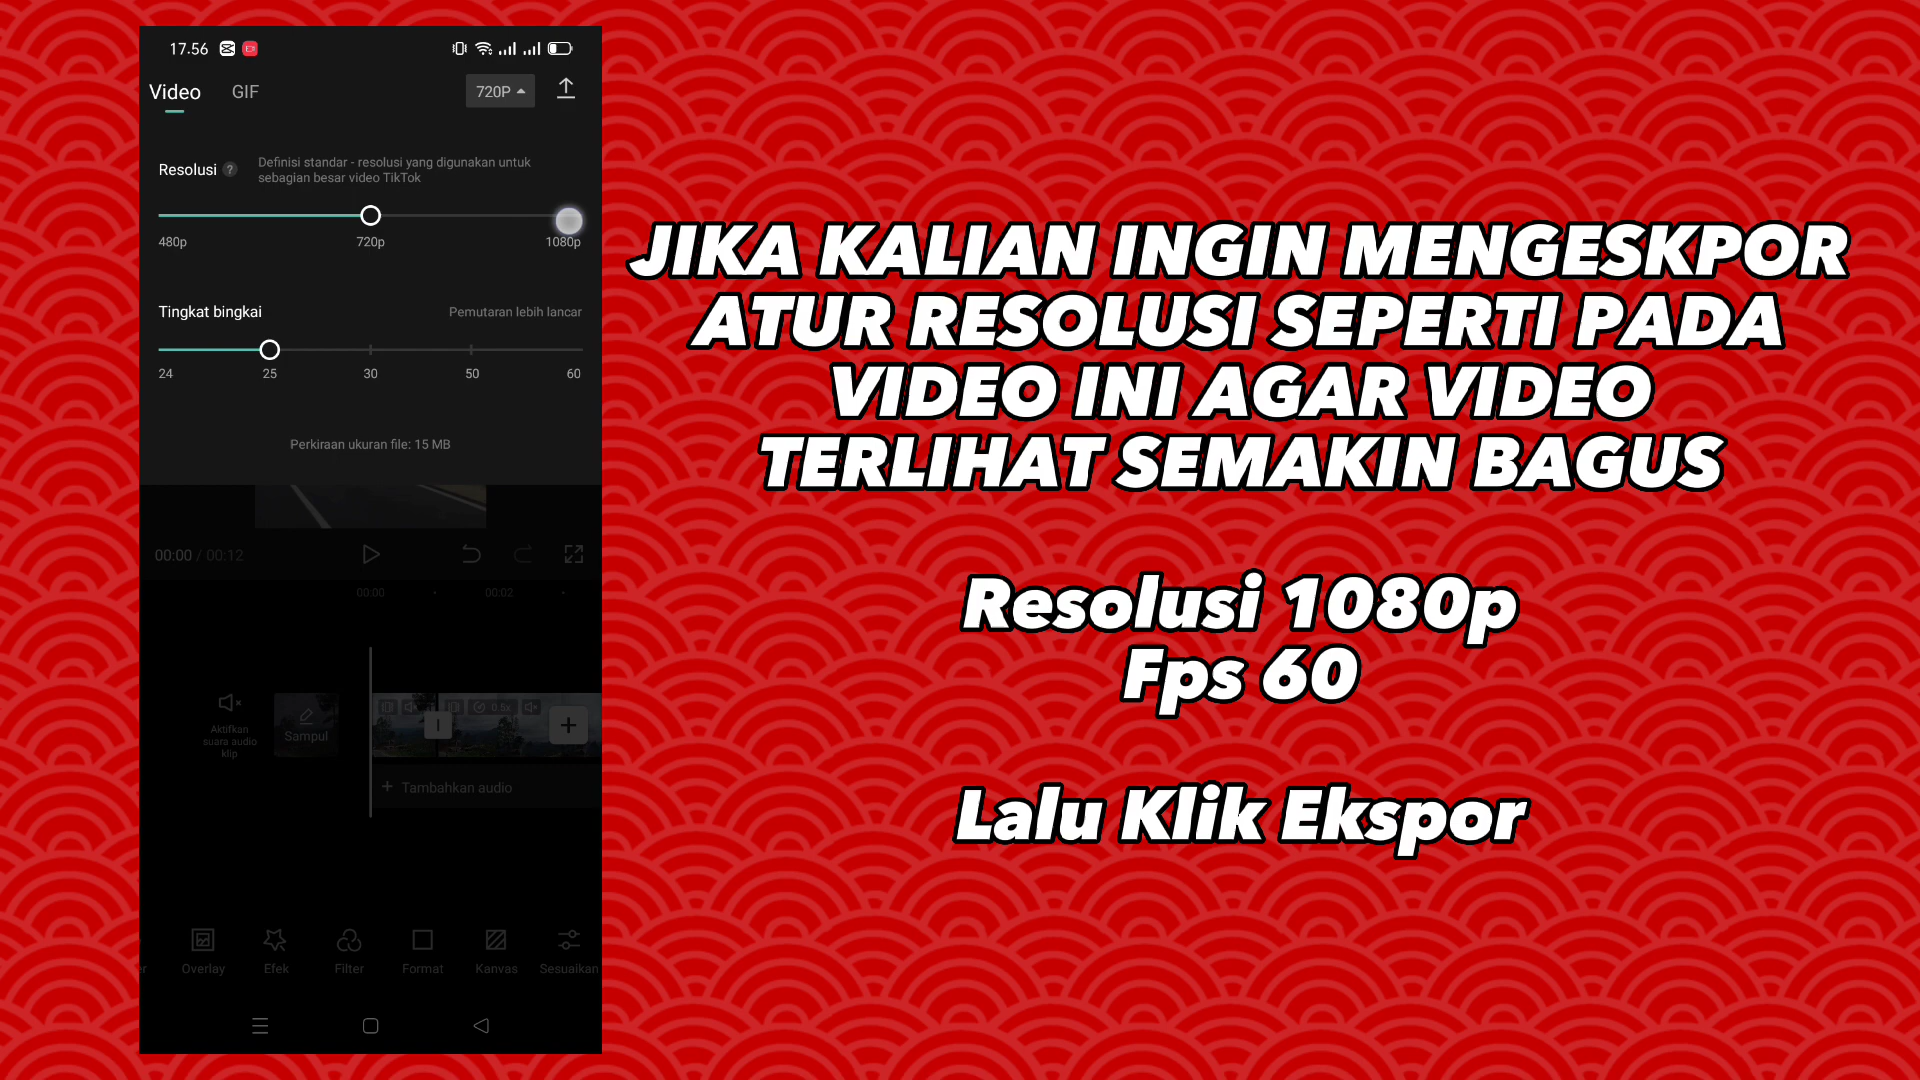 17.56
Video GIF 720P
Resolusi ? Definisi standar - resolusi yang digunakan untuk
sebagian besar video TikTok
480p 720p 1080p
Tingkat bingkai Pemutaran lebih lancar
24 25 30 50 60
Perkiraan ukuran file: 15 MB
00:00 / 00:12
00:00 00:02
0.5x
Aktifkan
suara audio
klip
Sampul
+ Tambahkan audio
r Overlay Efek Filter Format Kanvas Sesuaikan
JIKA KALIAN INGIN MENGESKPOR
ATUR RESOLUSI SEPERTI PADA
VIDEO INI AGAR VIDEO
TERLIHAT SEMAKIN BAGUS
Resolusi 1080p
Fps 60
Lalu Klik Ekspor